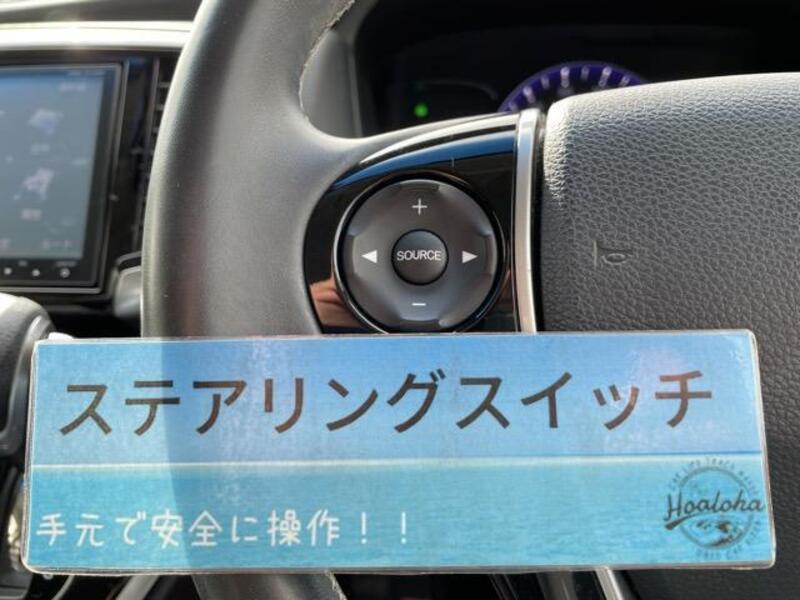 +
SOURCE
−
ステアリングスイッチ
手元で安全に操作！！
Hoaloha